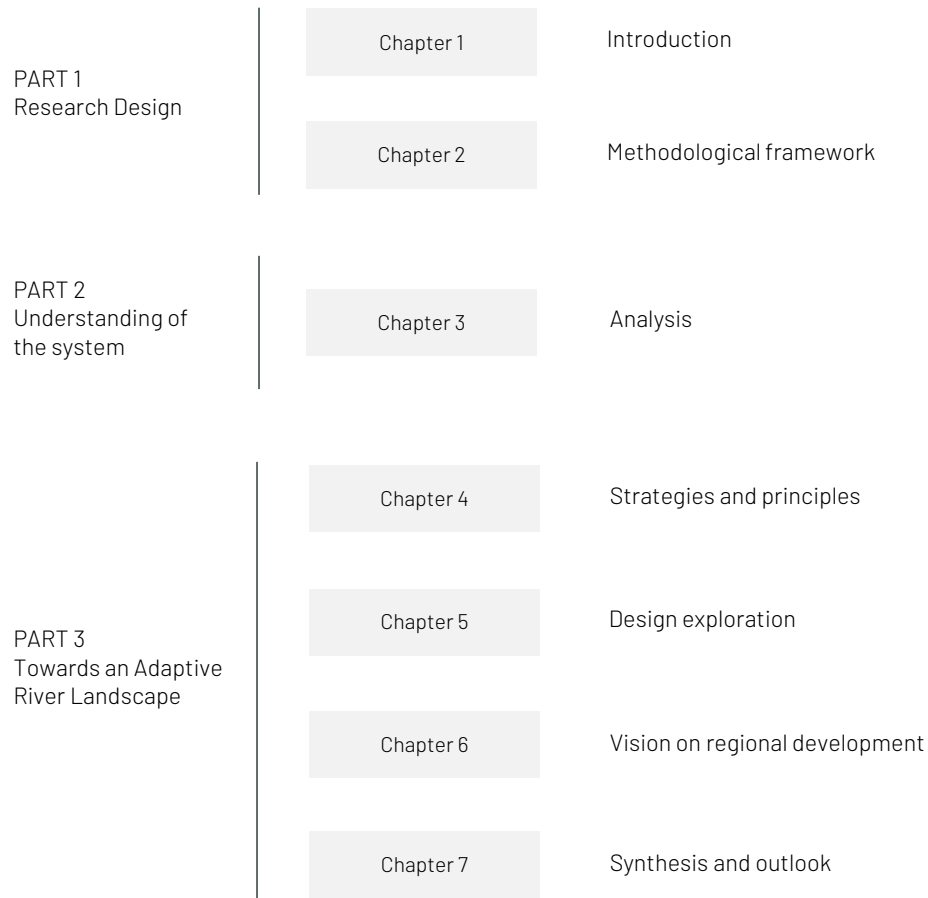 PART 1
Research Design
Chapter 1
Introduction
Chapter 2
Methodological framework
PART 2
Understanding of
the system
Chapter 3
Analysis
PART 3
Towards an Adaptive
River Landscape
Chapter 4
Strategies and principles
Chapter 5
Design exploration
Chapter 6
Vision on regional development
Chapter 7
Synthesis and outlook